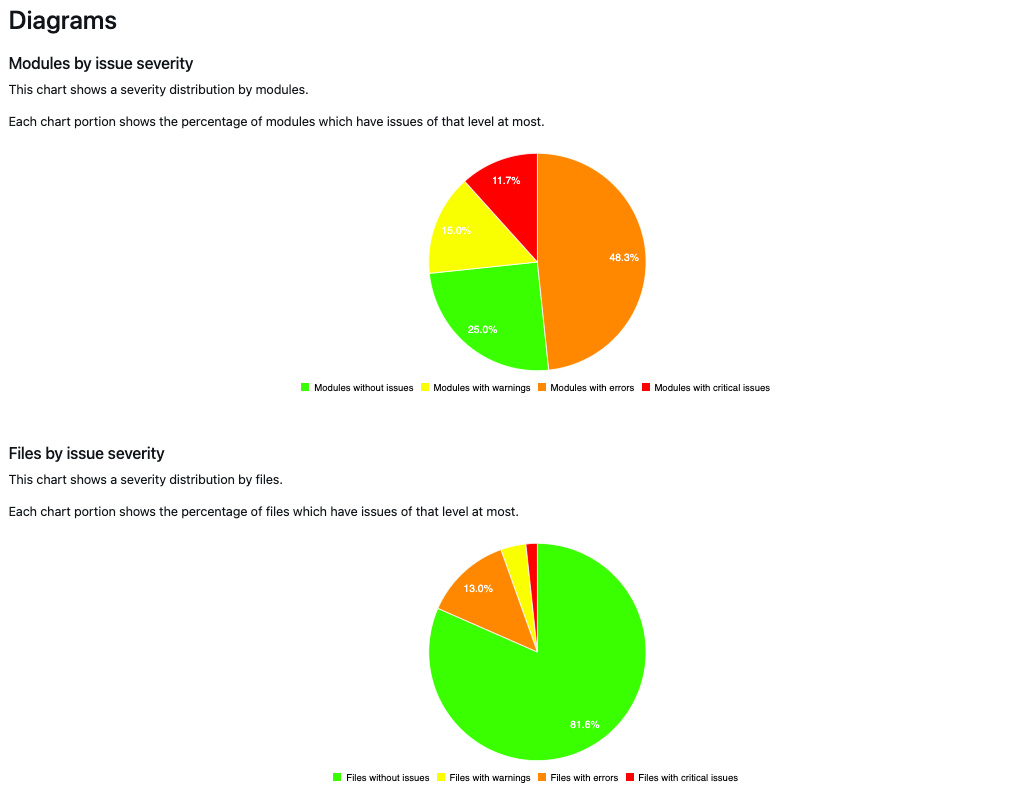 Diagrams
Modules by issue severity
This chart shows a severity distribution by modules.
Each chart portion shows the percentage of modules which have issues of that level at most.
11.7%
15.0%
48.3%
25.0%
Modules without issues Modules with warnings Modules with errors Modules with critical issues
Files by issue severity
This chart shows a severity distribution by files.
Each chart portion shows the percentage of files which have issues of that level at most.
13.0%
81.6%
Files without issues Files with warnings Files with errors Files with critical issues